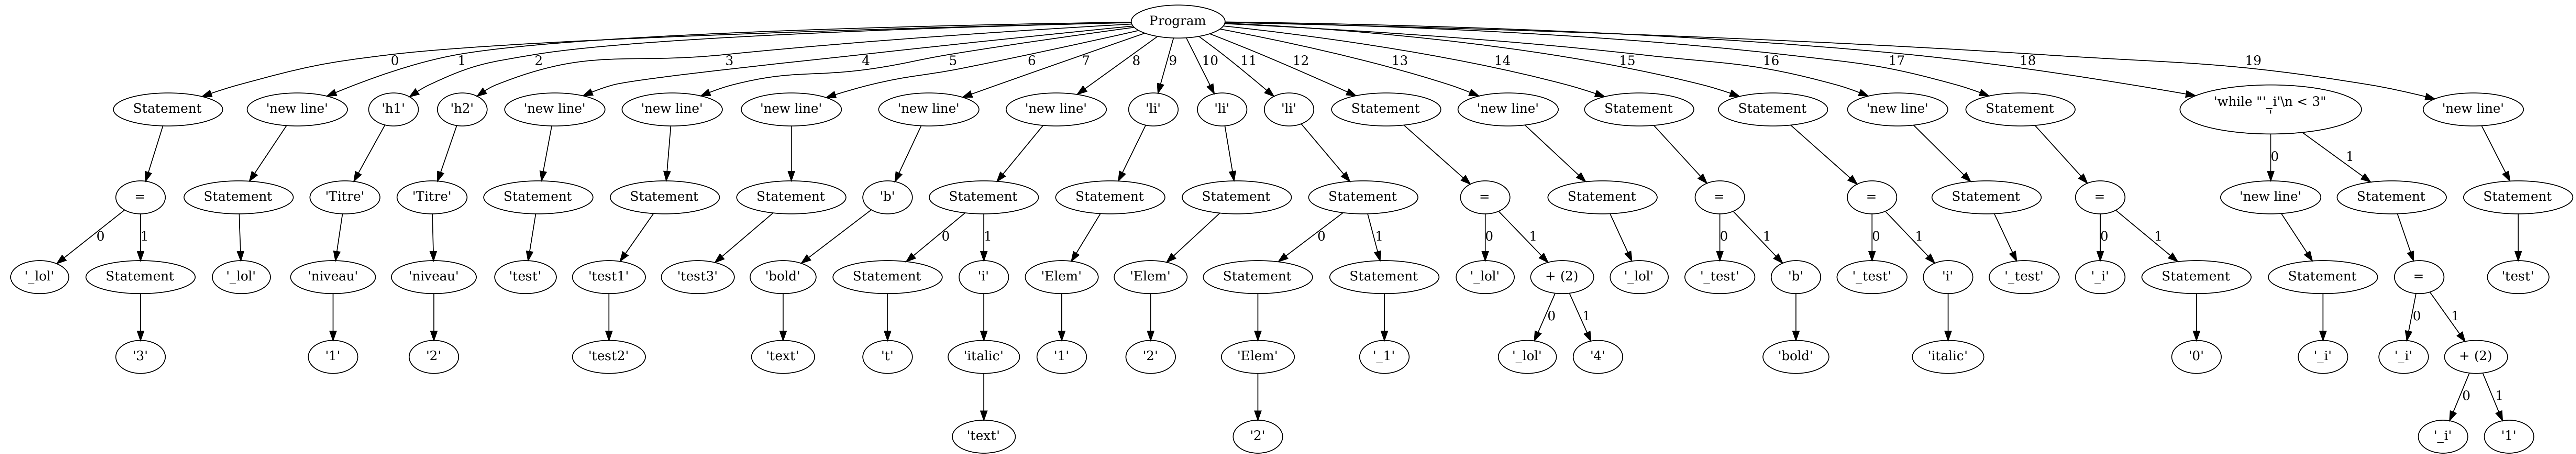 Program
0 1 2 3 4 5 6 7 8 9 10 11 12 13 14 15 16 17 18 19
Statement 'new line' 'h1' 'h2' 'new line' 'new line' 'new line' 'new line' 'new line' 'li' 'li' 'li' Statement 'new line' Statement Statement 'new line' Statement 'while "'_i'\n < 3" 'new line'
'
0 1
= Statement 'Titre' 'Titre' Statement Statement Statement 'b' Statement Statement Statement Statement = Statement = = Statement = 'new line' Statement Statement
0 1 0 1 0 1 0 1 0 1 0 1 0 1
'_lol' Statement '_lol' 'niveau' 'niveau' 'test' 'test1' 'test3' 'bold' Statement 'i' 'Elem' 'Elem' Statement Statement '_lol' + (2) '_lol' '_test' 'b' '_test' 'i' '_test' '_i' Statement Statement = 'test'
0 1 0 1
'3' '1' '2' 'test2' 'text' 't' 'italic' '1' '2' 'Elem' '_1' '_lol' '4' 'bold' 'italic' '0' '_i' '_i' + (2)
0 1
'text' '2' '_i' '1'